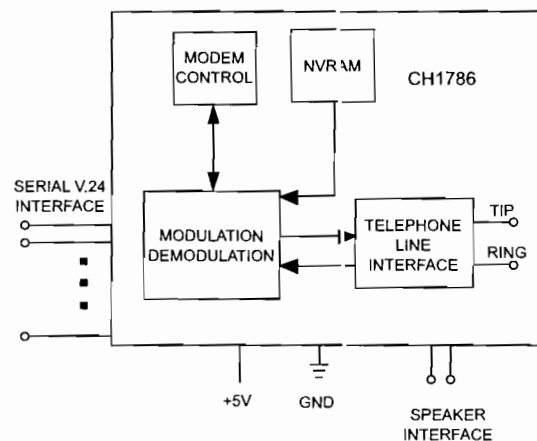 MODEM
CONTROL
NVRAM
CH1786
SERIAL V.24
INTERFACE
MODULATION
DEMODULATION
TELEPHONE
LINE
INTERFACE
TIP
RING
+5V
GND
SPEAKER
INTERFACE